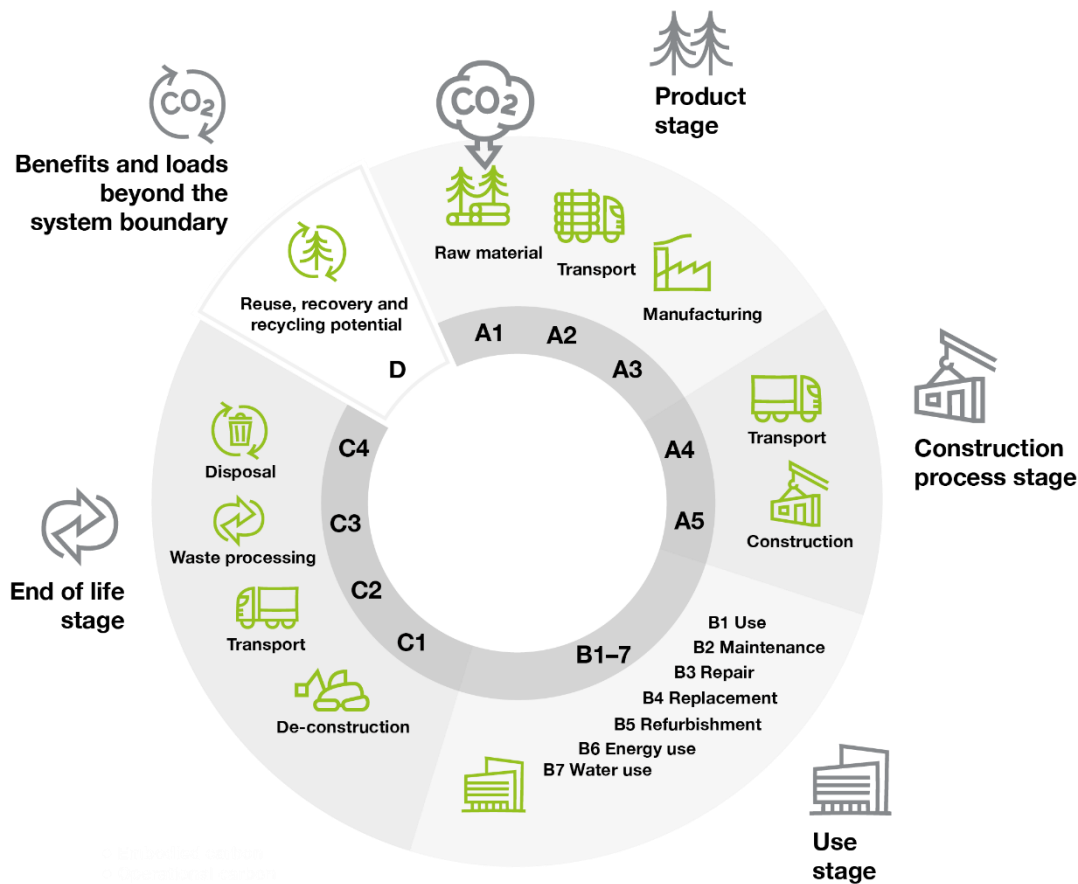 CO2
Product
stage
CO2
Benefits and loads
beyond the
system boundary
Raw material
Transport
Manufacturing
Reuse, recovery and
recycling potential
A1
A2
A3
D
Transport
Construction
process stage
Construction
A4
A5
Disposal
C4
Waste processing
C3
End of life
stage
Transport
C2
De-construction
C1
B1–7
B1 Use
B2 Maintenance
B3 Repair
B4 Replacement
B5 Refurbishment
B6 Energy use
B7 Water use
Use
stage